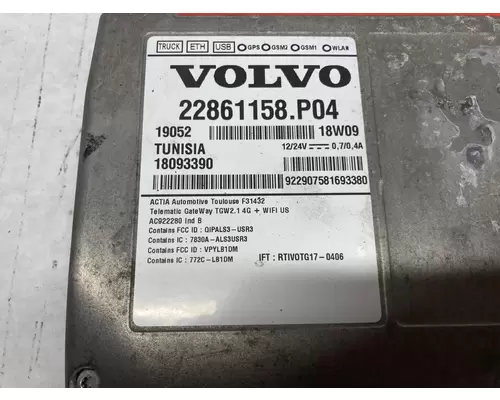 TRUCK ETH USB GPS GSM2 GSM1 WLAN
VOLVO
22861158.P04
19052 18W09
TUNISIA 12/24V 0,7/0,4A
18093390
922907581693380
ACTIA Automotive Toulouse F31432
Telematic GateWay TGW2.1 4G + WIFI US
AC922280 Ind B
Contains FCC ID : QIPALS3-USR3
Contains IC : 7830A-ALS3USR3
Contains FCC ID : VPYLB1DM
Contains IC : 772C-LB1DM IFT : RTIVOTG17-0406